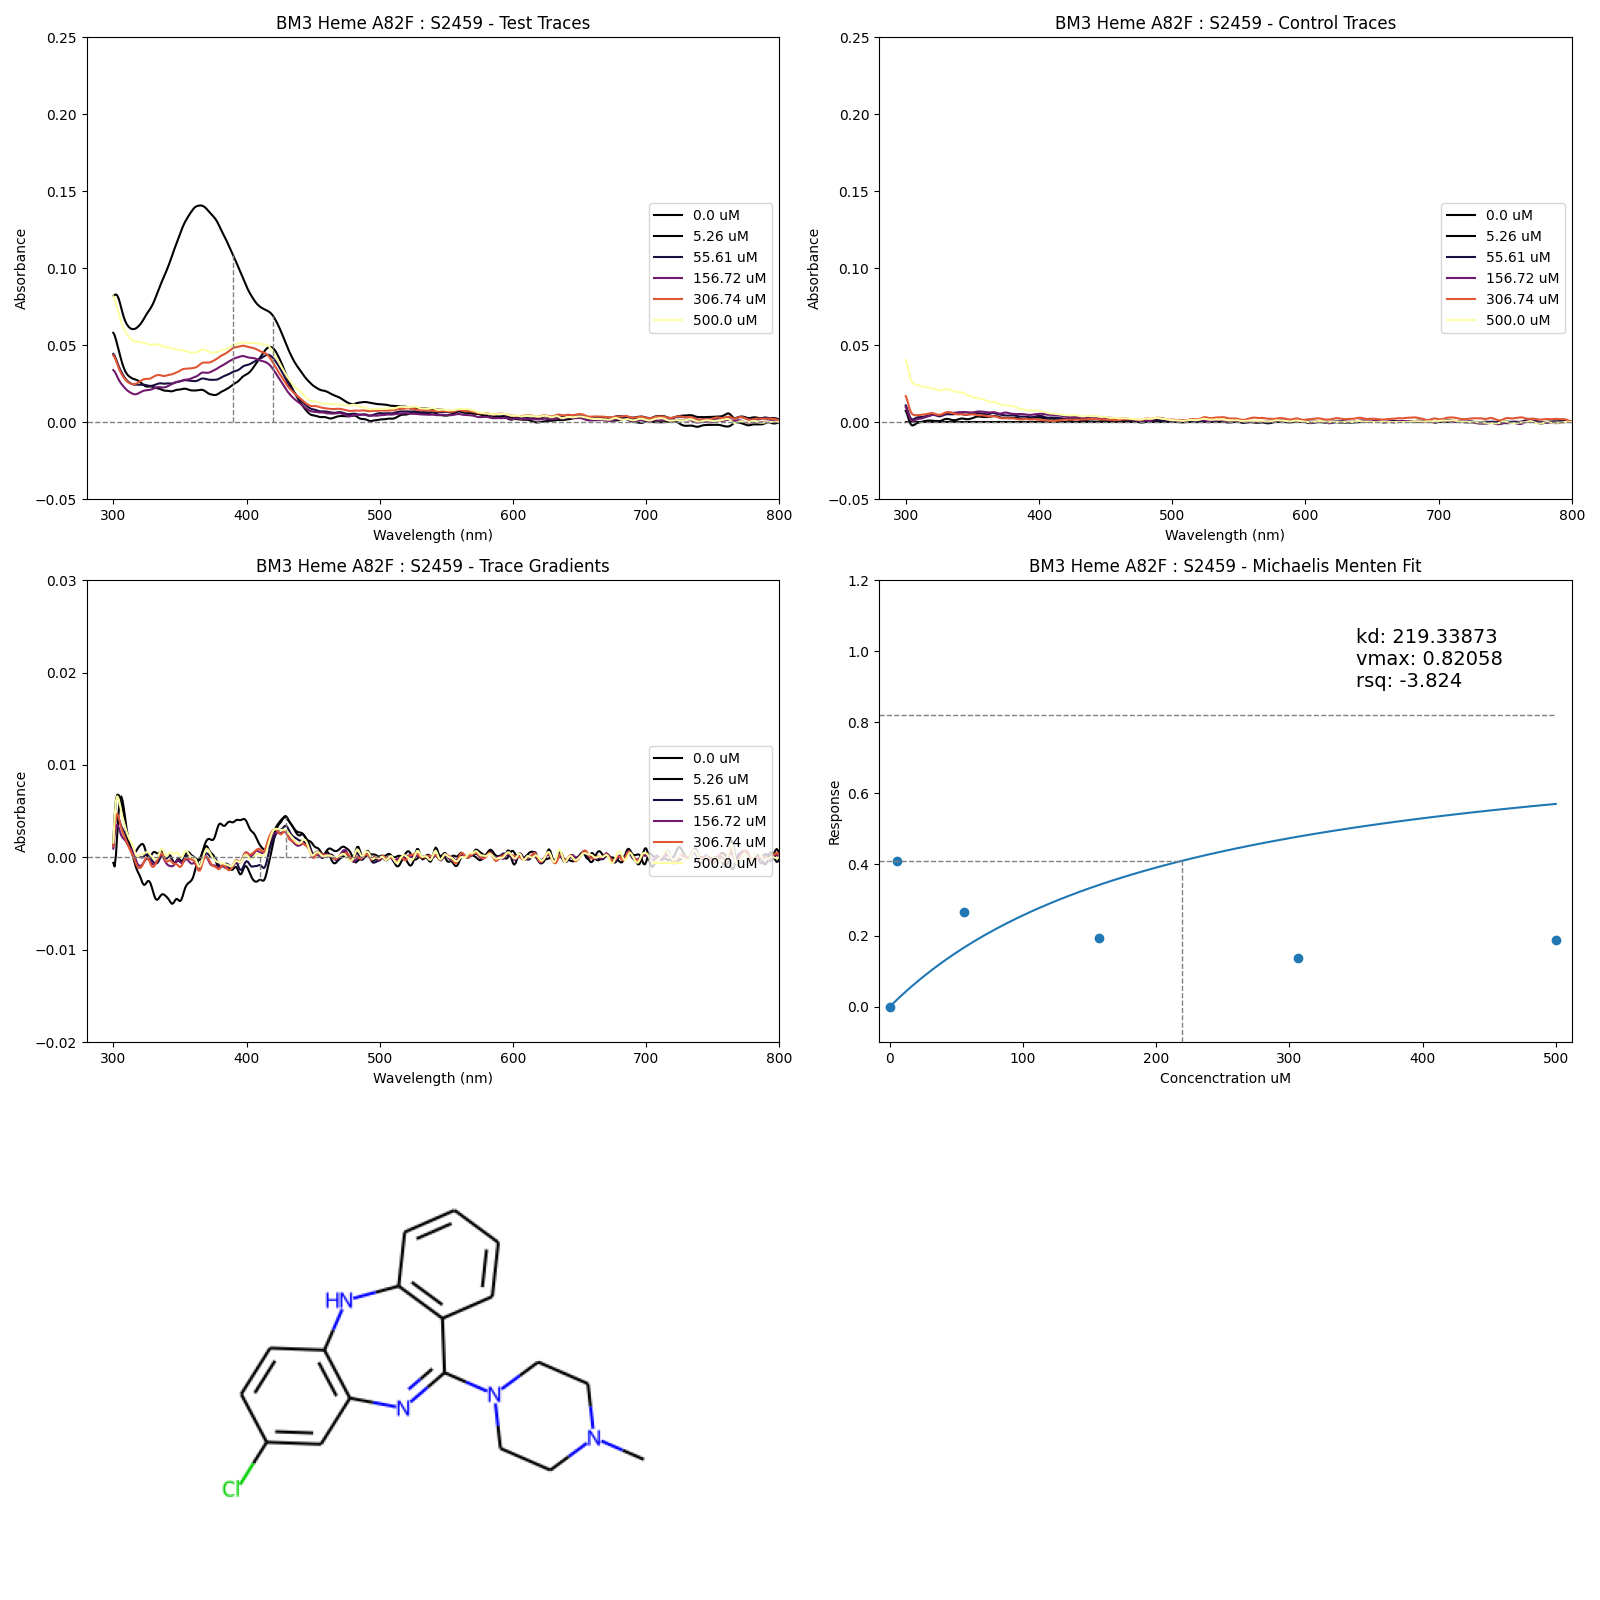 BM3 Heme A82F : S2459 - Test Traces
0.25
0.20
0.15
0.10
0.05
0.00
−0.05
Absorbance
300 400 500 600 700 800
Wavelength (nm)
0.0 uM
5.26 uM
55.61 uM
156.72 uM
306.74 uM
500.0 uM
BM3 Heme A82F : S2459 - Control Traces
0.25
0.20
0.15
0.10
0.05
0.00
−0.05
Absorbance
300 400 500 600 700 800
Wavelength (nm)
0.0 uM
5.26 uM
55.61 uM
156.72 uM
306.74 uM
500.0 uM
BM3 Heme A82F : S2459 - Trace Gradients
0.03
0.02
0.01
0.00
−0.01
−0.02
Absorbance
300 400 500 600 700 800
Wavelength (nm)
0.0 uM
5.26 uM
55.61 uM
156.72 uM
306.74 uM
500.0 uM
BM3 Heme A82F : S2459 - Michaelis Menten Fit
1.2
1.0
0.8
0.6
0.4
0.2
0.0
Response
kd: 219.33873
vmax: 0.82058
rsq: -3.824
0 100 200 300 400 500
Concenctration uM
HN
N
N
N
Cl